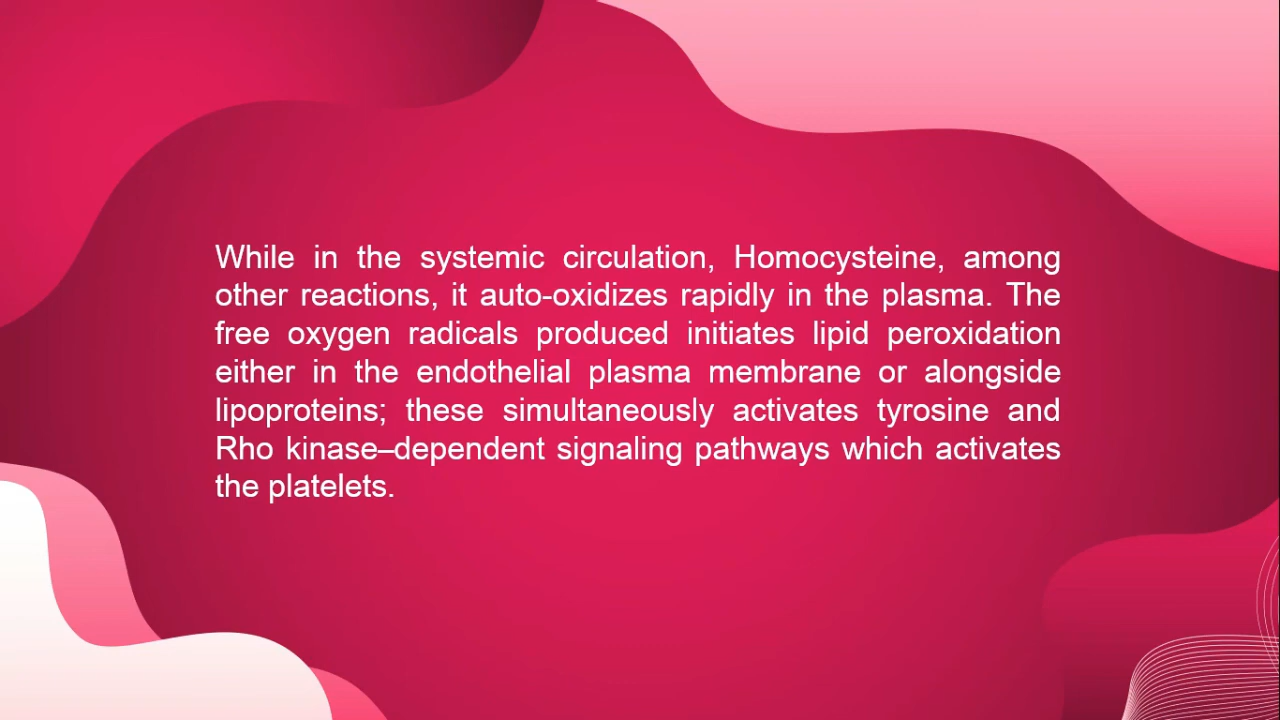 While in the systemic circulation, Homocysteine, among
other reactions, it auto-oxidizes rapidly in the plasma. The
free oxygen radicals produced initiates lipid peroxidation
either in the endothelial plasma membrane or alongside
lipoproteins; these simultaneously activates tyrosine and
Rho kinase–dependent signaling pathways which activates
the platelets.